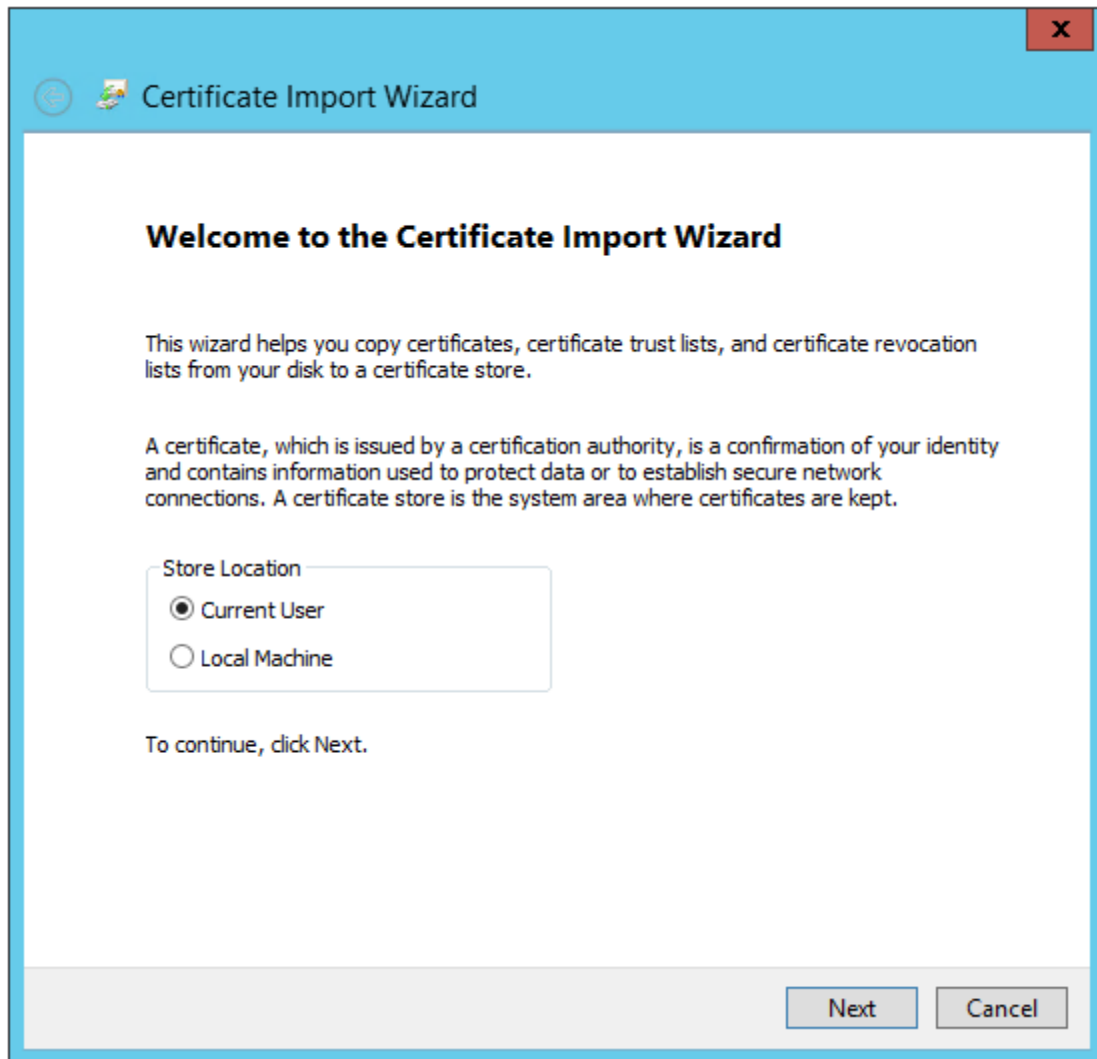 x
Certificate Import Wizard
Welcome to the Certificate Import Wizard
This wizard helps you copy certificates, certificate trust lists, and certificate revocation
lists from your disk to a certificate store.
A certificate, which is issued by a certification authority, is a confirmation of your identity
and contains information used to protect data or to establish secure network
connections. A certificate store is the system area where certificates are kept.
Store Location
Current User
Local Machine
To continue, click Next.
Next Cancel